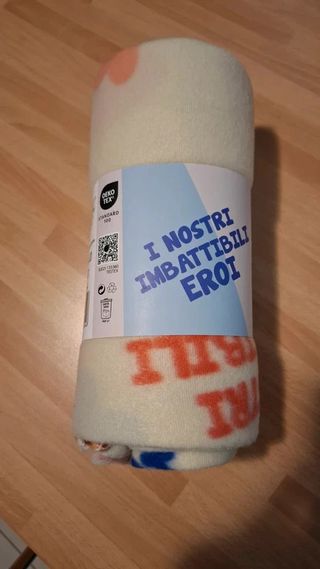 OEKO
TEX®
STANDARD
100
I NOSTRI
IMBATTIBILI
EROI